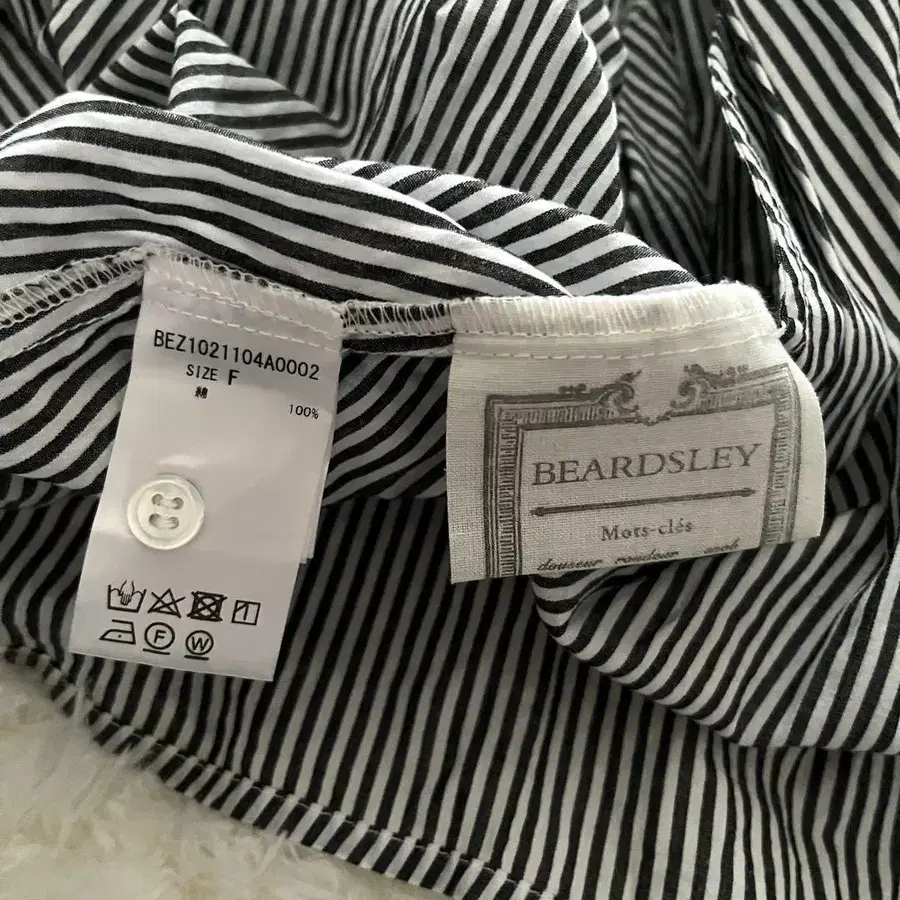 BEZ1021104A0002
SIZE F
綿 100%
F W
BEARDSLEY
Mots-clés
douceur rondeur